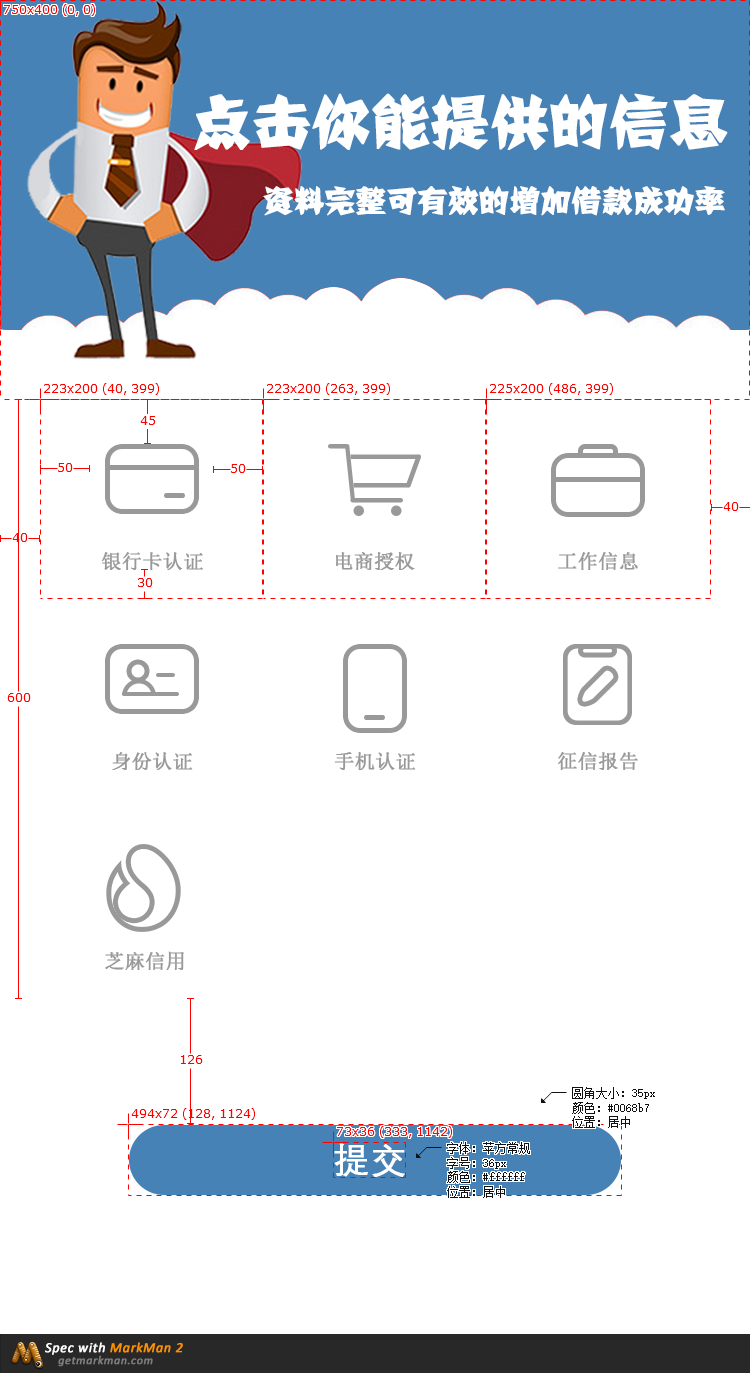 750x400 (0, 0)
点击你能提供的信息
资料完整可有效的增加借款成功率
223x200 (40, 399)
223x200 (263, 399)
225x200 (486, 399)
45
50
50
40
40
银行卡认证
电商授权
工作信息
30
600
身份认证
手机认证
征信报告
芝麻信用
126
圆角大小：35px
颜色：#0068b7
位置：居中
494x72 (128, 1124)
73x36 (333, 1142)
提交
字体：苹方常规
字号：36px
颜色：#ffffff
位置：居中
Spec with MarkMan 2
getmarkman.com